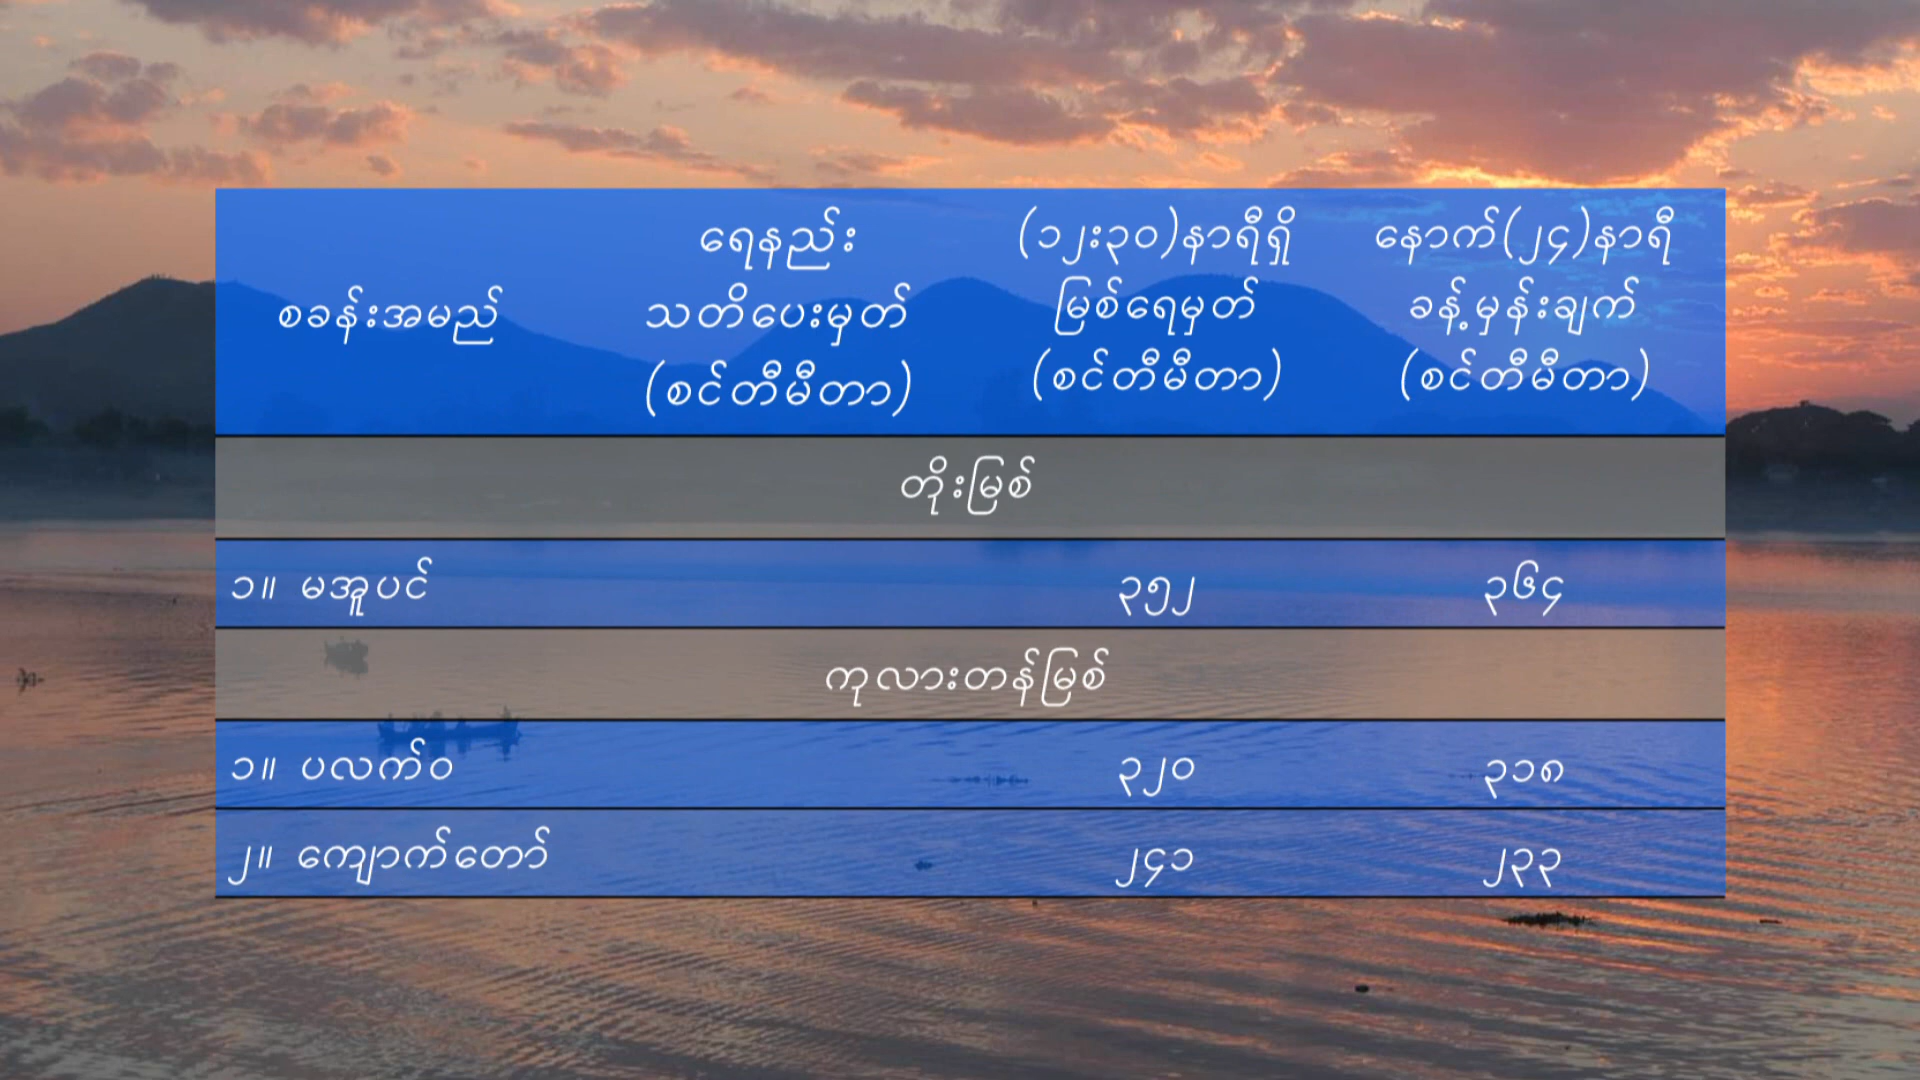 စခန်းအမည်
ရေနည်း
သတိပေးမှတ်
(စင်တီမီတာ)
(၁၂း၃၀)နာရီရှိ
မြစ်ရေမှတ်
(စင်တီမီတာ)
နောက်(၂၄)နာရီ
ခန့်မှန်းချက်
(စင်တီမီတာ)
တိုးမြစ်
၁။ မအူပင် ၃၅၂ ၃၆၄
ကုလားတန်မြစ်
၁။ ပလက်ဝ ၃၂၀ ၃၁၈
၂။ ကျောက်တော် ၂၄၁ ၂၃၃